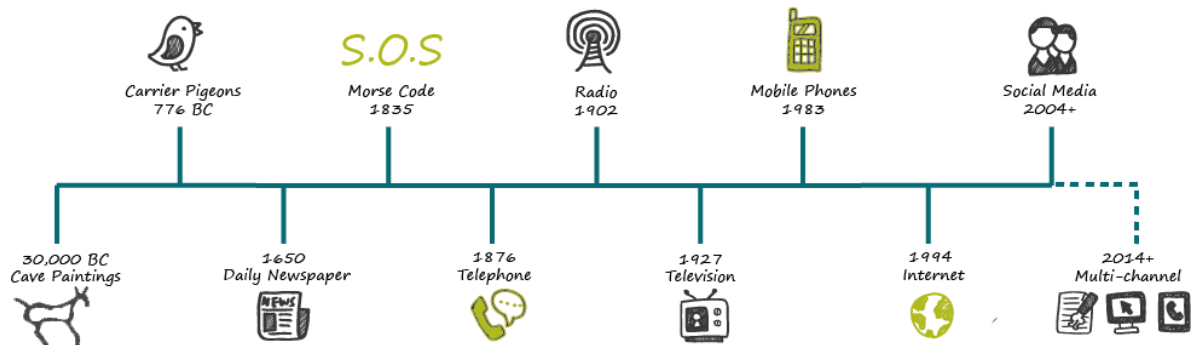 S.O.S
Carrier Pigeons
776 BC
Morse Code
1835
Radio
1902
Mobile Phones
1983
Social Media
2004+
30,000 BC
Cave Paintings
1650
Daily Newspaper
NEWS
1876
Telephone
1927
Television
1994
Internet
2014+
Multi-channel